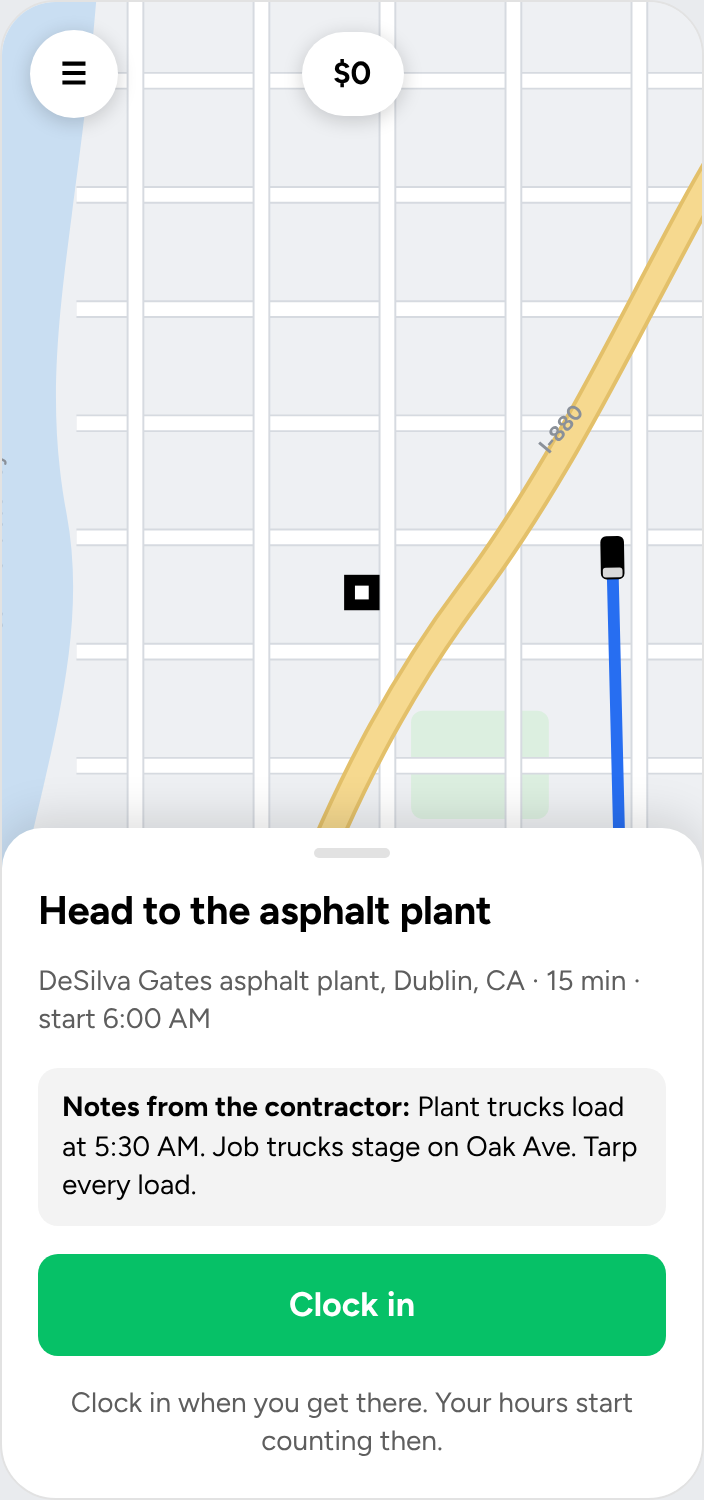 ☰
$0
I-880
Head to the asphalt plant
DeSilva Gates asphalt plant, Dublin, CA · 15 min ·
start 6:00 AM
Notes from the contractor: Plant trucks load
at 5:30 AM. Job trucks stage on Oak Ave. Tarp
every load.
Clock in
Clock in when you get there. Your hours start
counting then.